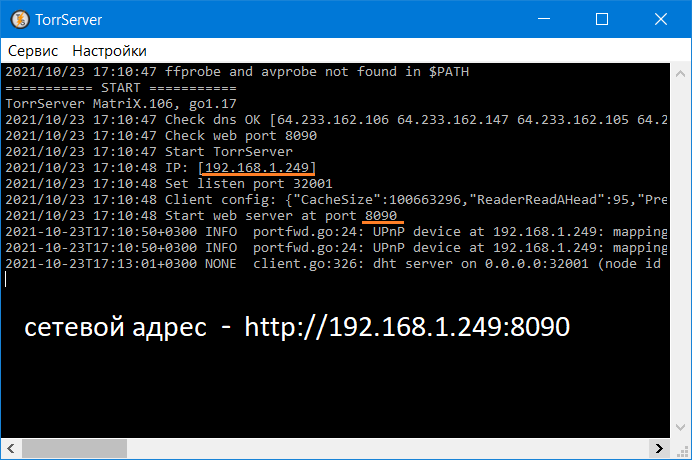 TorrServer
Сервис Настройки
2021/10/23 17:10:47 ffprobe and avprobe not found in $PATH
=========== START ===========
TorrServer MatriX.106, go1.17
2021/10/23 17:10:47 Check dns OK [64.233.162.106 64.233.162.147 64.233.162.105 64.2
2021/10/23 17:10:47 Check web port 8090
2021/10/23 17:10:47 Start TorrServer
2021/10/23 17:10:48 IP: [192.168.1.249]
2021/10/23 17:10:48 Set listen port 32001
2021/10/23 17:10:48 Client config: {"CacheSize":100663296,"ReaderReadAHead":95,"Pre
2021/10/23 17:10:48 Start web server at port 8090
2021-10-23T17:10:50+0300 INFO  portfwd.go:24: UPnP device at 192.168.1.249: mapping
2021-10-23T17:10:50+0300 INFO  portfwd.go:24: UPnP device at 192.168.1.249: mapping
2021-10-23T17:13:01+0300 NONE  client.go:326: dht server on 0.0.0.0:32001 (node id
сетевой адрес - http://192.168.1.249:8090